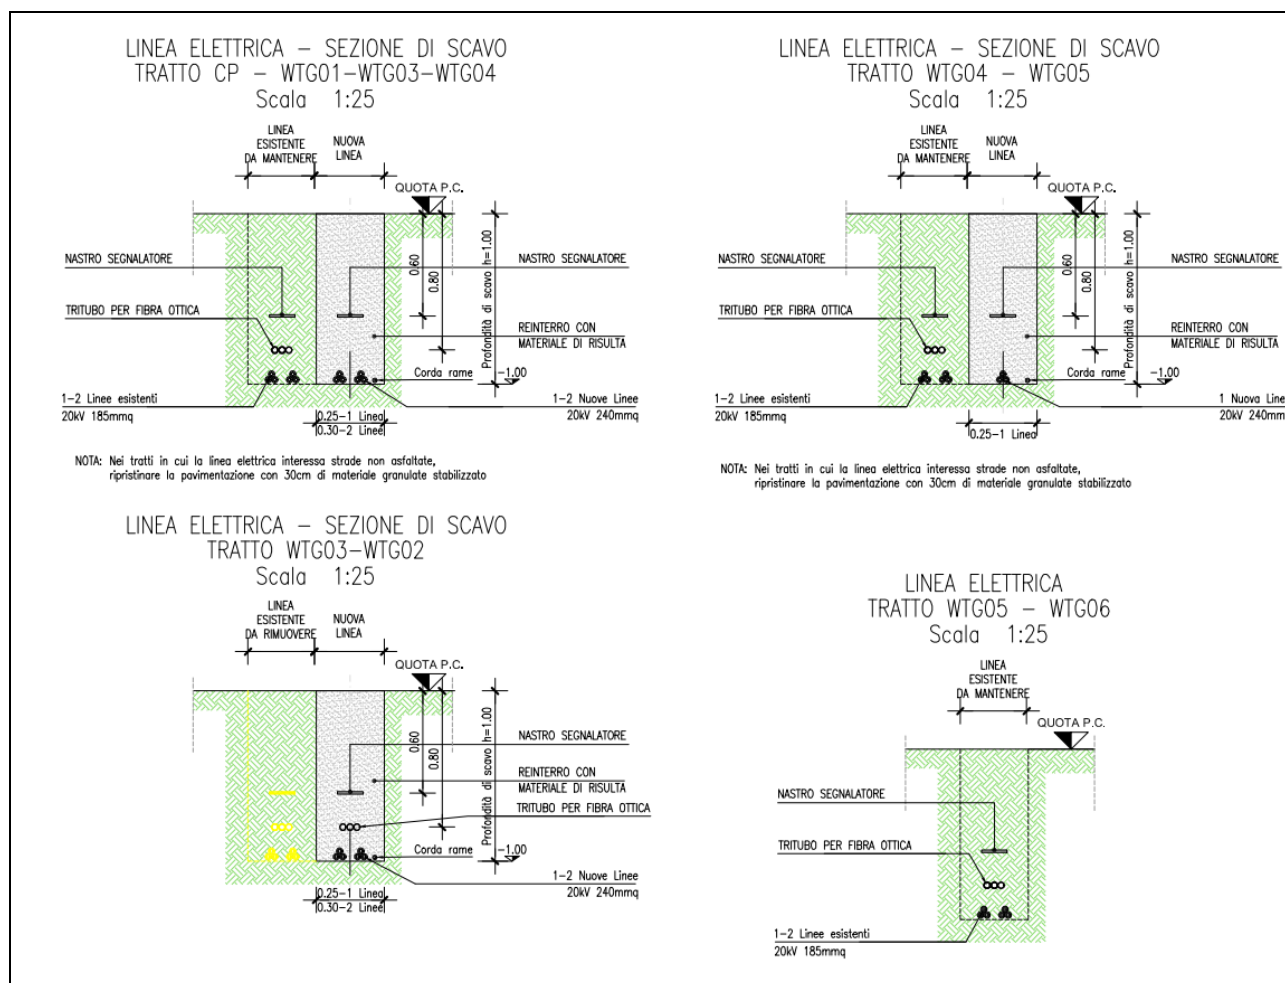 LINEA ELETTRICA – SEZIONE DI SCAVO
TRATTO CP – WTG01–WTG03–WTG04
Scala 1:25
LINEA
ESISTENTE
DA MANTENERE
NUOVA
LINEA
QUOTA P.C.
NASTRO SEGNALATORE
TRITUBO PER FIBRA OTTICA
1–2 Linee esistenti
20kV 185mmq
0.60
0.80
Profondità di scavo h=1.00
NASTRO SEGNALATORE
REINTERRO CON
MATERIALE DI RISULTA
Corda rame
–1.00
1–2 Nuove Linee
20kV 240mmq
0.25–1 Linea
0.30–2 Linee
NOTA: Nei tratti in cui la linea elettrica interessa strade non asfaltate,
ripristinare la pavimentazione con 30cm di materiale granulate stabilizzato
LINEA ELETTRICA – SEZIONE DI SCAVO
TRATTO WTG04 – WTG05
Scala 1:25
LINEA
ESISTENTE
DA MANTENERE
NUOVA
LINEA
QUOTA P.C.
NASTRO SEGNALATORE
TRITUBO PER FIBRA OTTICA
1–2 Linee esistenti
20kV 185mmq
0.60
0.80
Profondità di scavo h=1.00
NASTRO SEGNALATORE
REINTERRO CON
MATERIALE DI RISULTA
Corda rame
–1.00
1 Nuova Line
20kV 240mm
0.25–1 Linea
NOTA: Nei tratti in cui la linea elettrica interessa strade non asfaltate,
ripristinare la pavimentazione con 30cm di materiale granulate stabilizzato
LINEA ELETTRICA – SEZIONE DI SCAVO
TRATTO WTG03–WTG02
Scala 1:25
LINEA
ESISTENTE
DA RIMUOVERE
NUOVA
LINEA
QUOTA P.C.
0.60
0.80
Profondità di scavo h=1.00
NASTRO SEGNALATORE
REINTERRO CON
MATERIALE DI RISULTA
TRITUBO PER FIBRA OTTICA
Corda rame
–1.00
1–2 Nuove Linee
20kV 240mmq
0.25–1 Linea
0.30–2 Linee
LINEA ELETTRICA
TRATTO WTG05 – WTG06
Scala 1:25
LINEA
ESISTENTE
DA MANTENERE
QUOTA P.C.
NASTRO SEGNALATORE
TRITUBO PER FIBRA OTTICA
1–2 Linee esistenti
20kV 185mmq